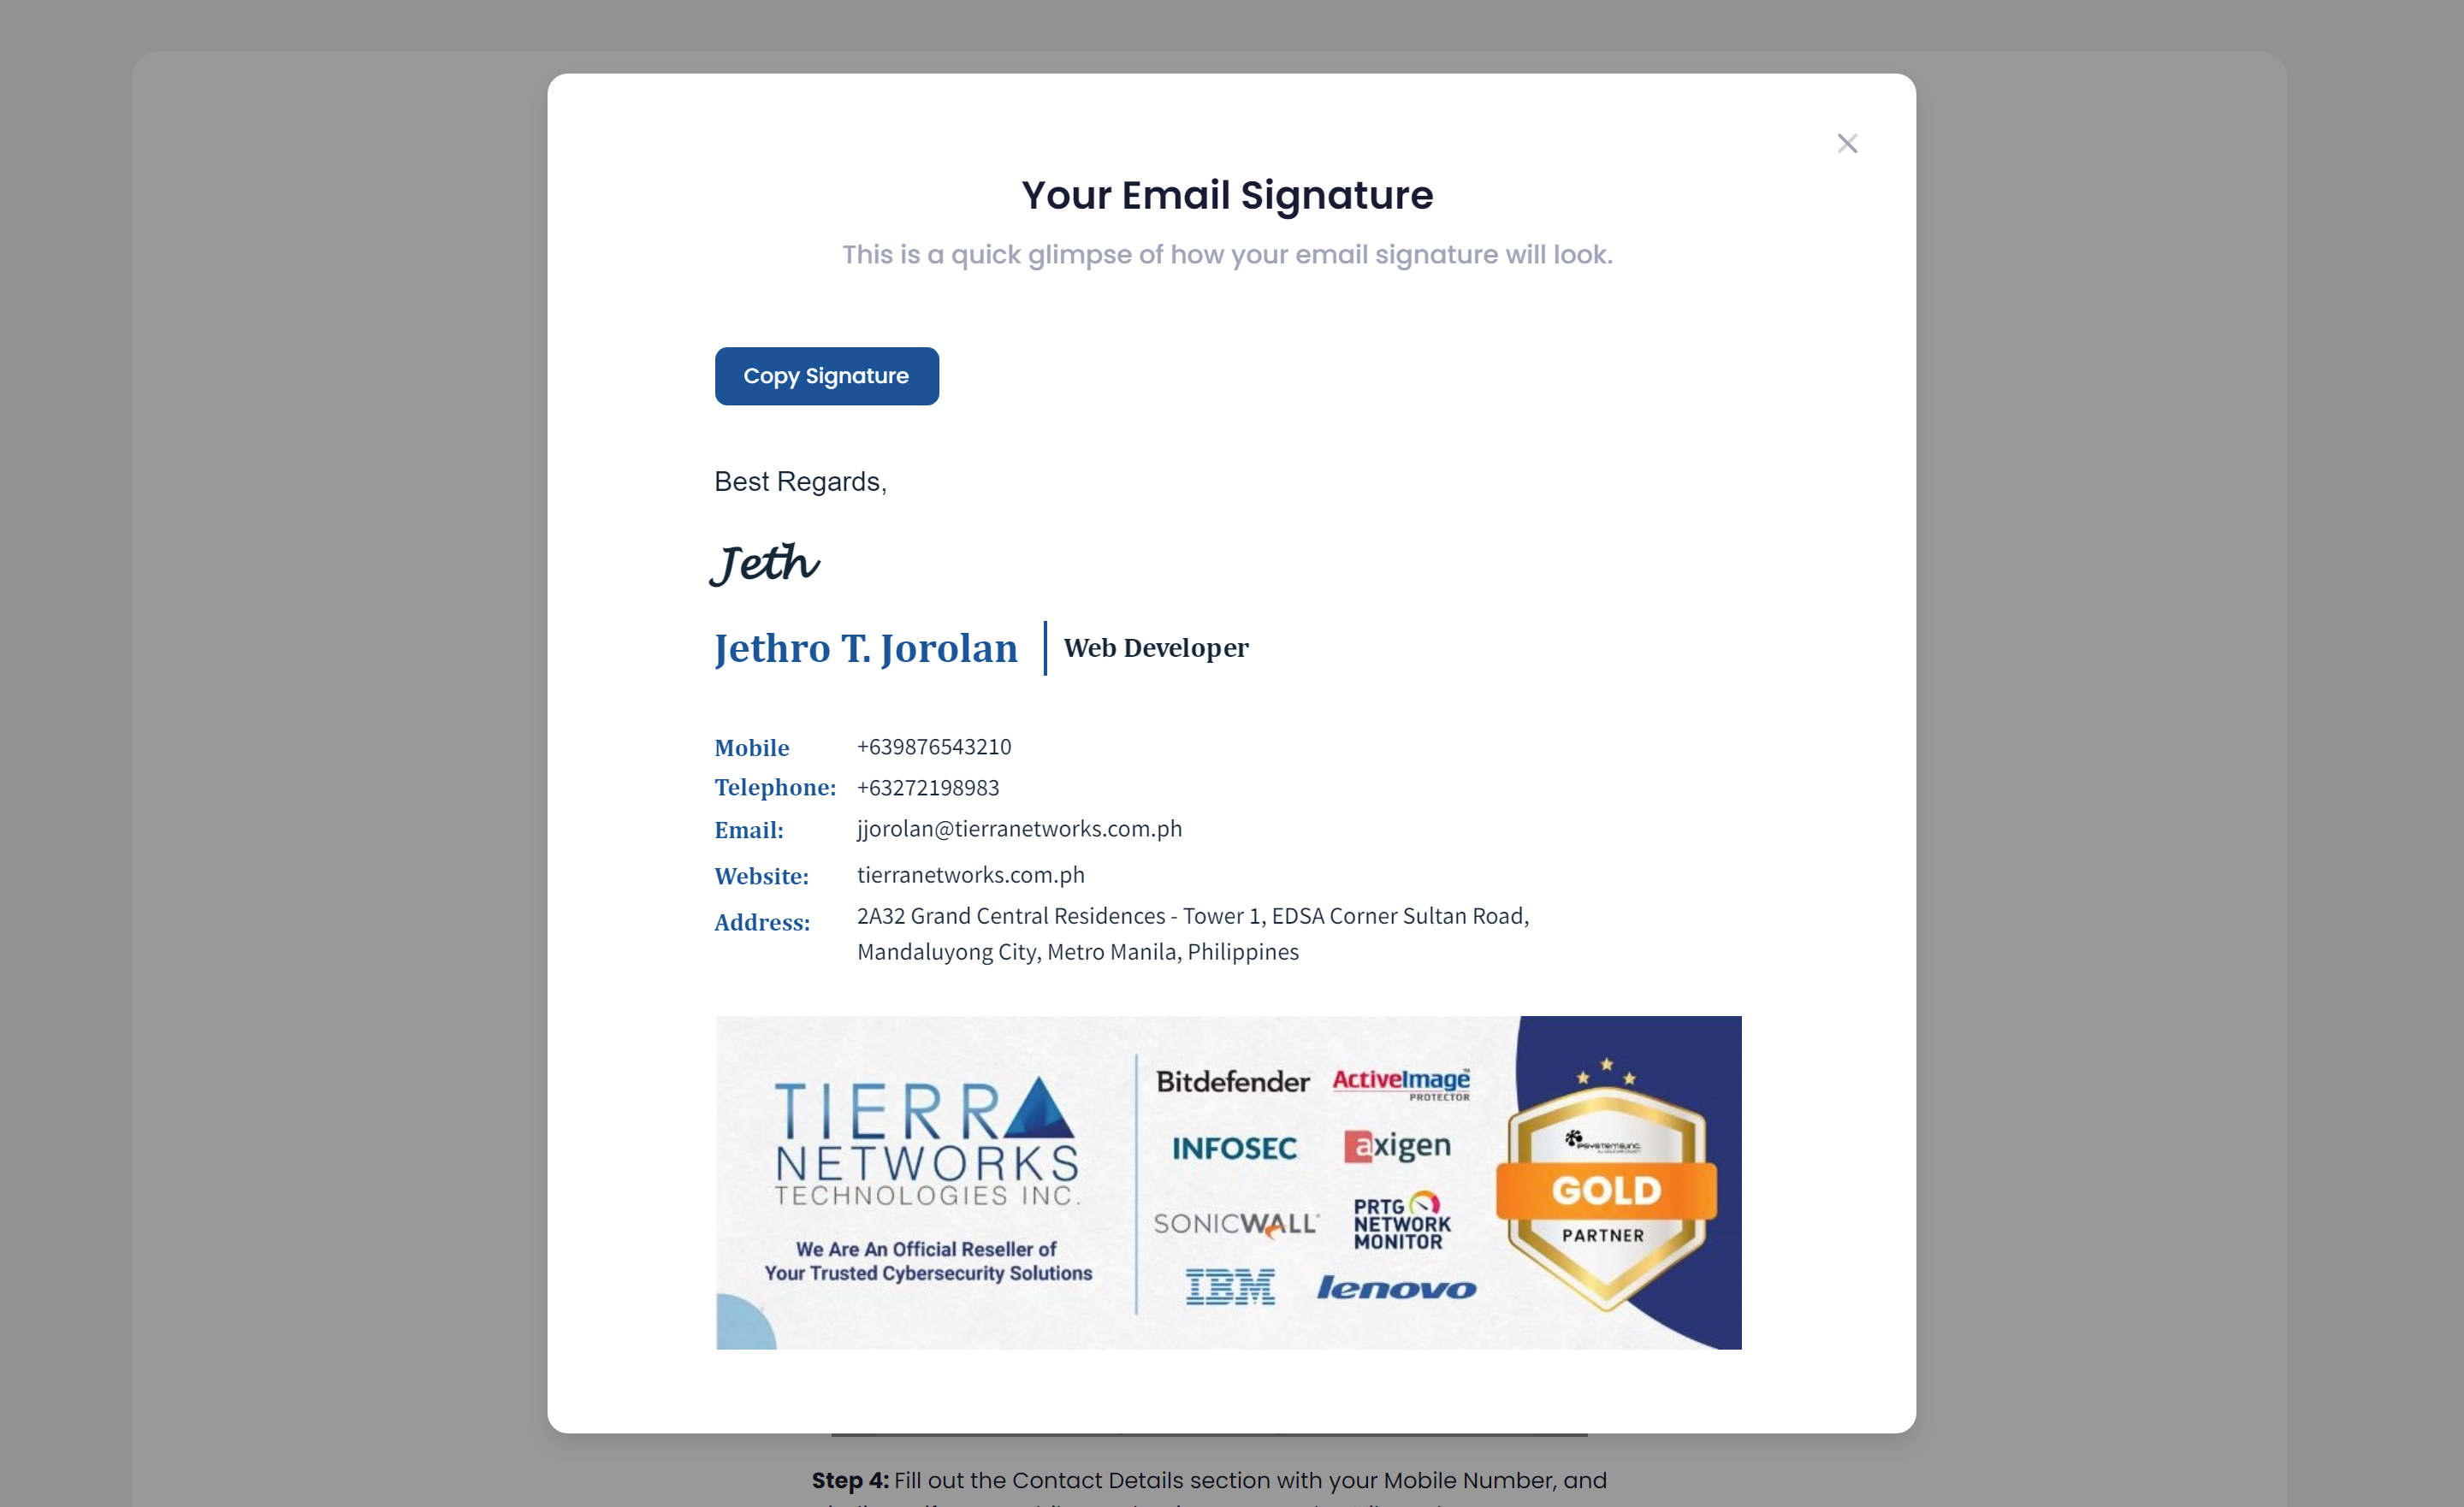 Your Email Signature
This is a quick glimpse of how your email signature will look.
Copy Signature
Best Regards,
Jeth
Jethro T. Jorolan
Web Developer
Mobile +639876543210
Telephone: +63272198983
Email: jjorolan@tierranetworks.com.ph
Website: tierranetworks.com.ph
Address: 2A32 Grand Central Residences - Tower 1, EDSA Corner Sultan Road,
Mandaluyong City, Metro Manila, Philippines
TIERRA
NETWORKS
TECHNOLOGIES INC.
We Are An Official Reseller of
Your Trusted Cybersecurity Solutions
Bitdefender
ActiveImage™
PROTECTOR
INFOSEC
axigen
SONICWALL
PRTG
NETWORK
MONITOR
IBM
lenovo
GOLD
PARTNER
Step 4: Fill out the Contact Details section with your Mobile Number, and